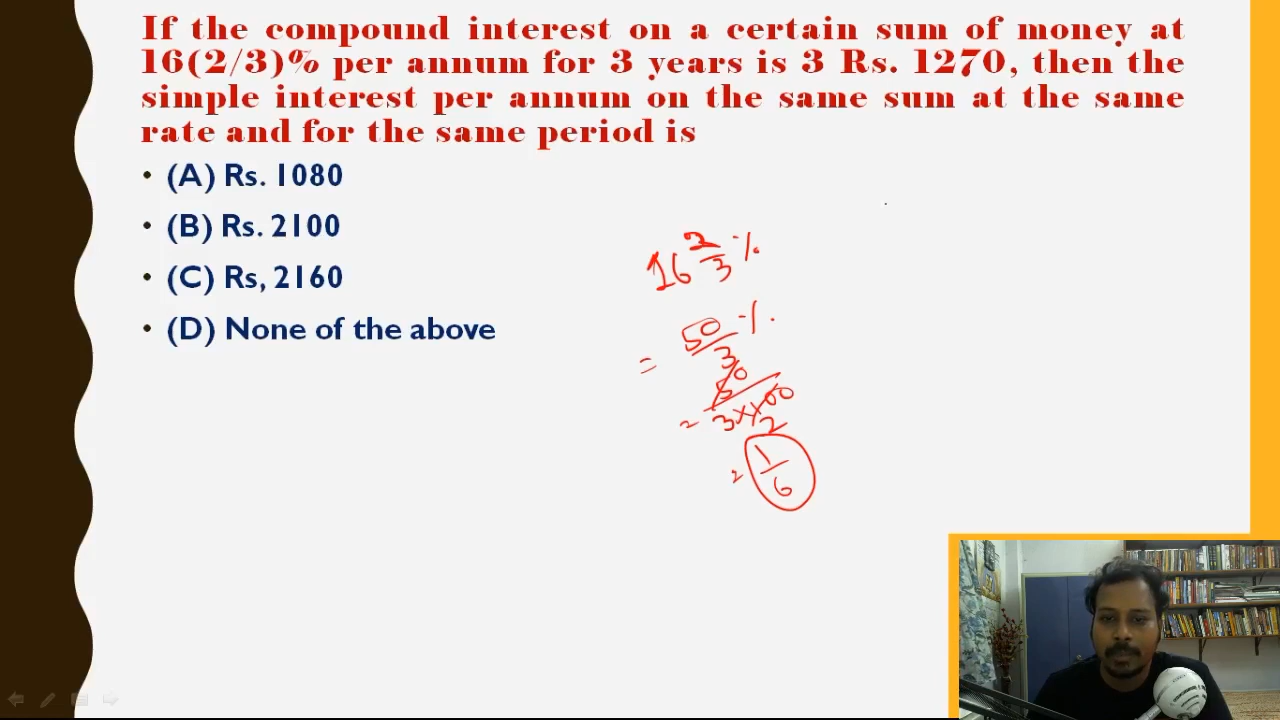 If the compound interest on a certain sum of money at
16(2/3)% per annum for 3 years is 3 Rs. 1270, then the
simple interest per annum on the same sum at the same
rate and for the same period is
• (A) Rs. 1080
• (B) Rs. 2100
• (C) Rs, 2160
• (D) None of the above
16 2/3 %
= 50/3 %
= 50/3×100
2
= 1/6